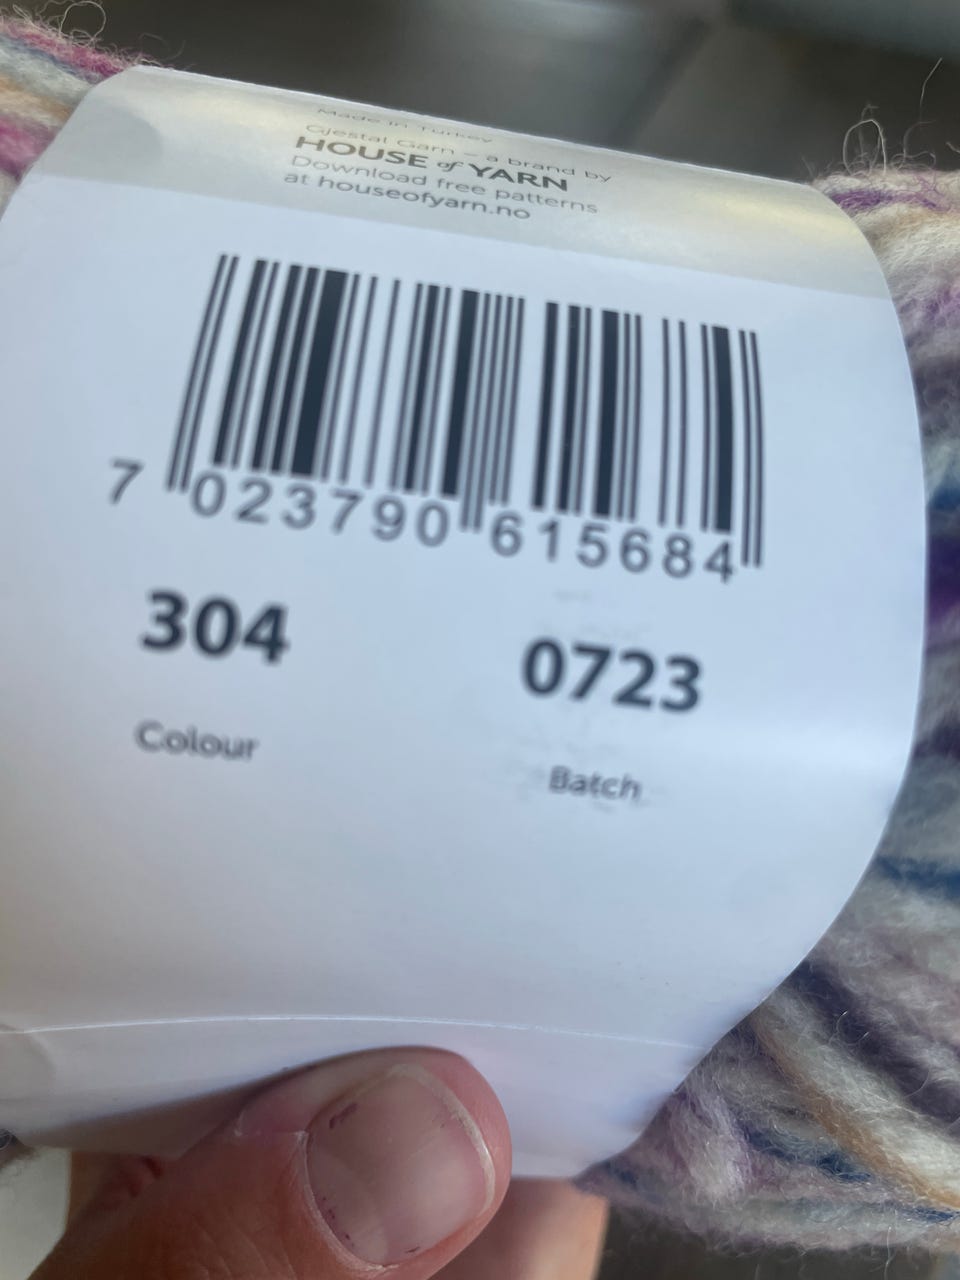 Made in Turkey
Gjestal Garn – a brand by
HOUSE of YARN
Download free patterns
at houseofyarn.no
7 023790 615684
304 0723
Colour Batch